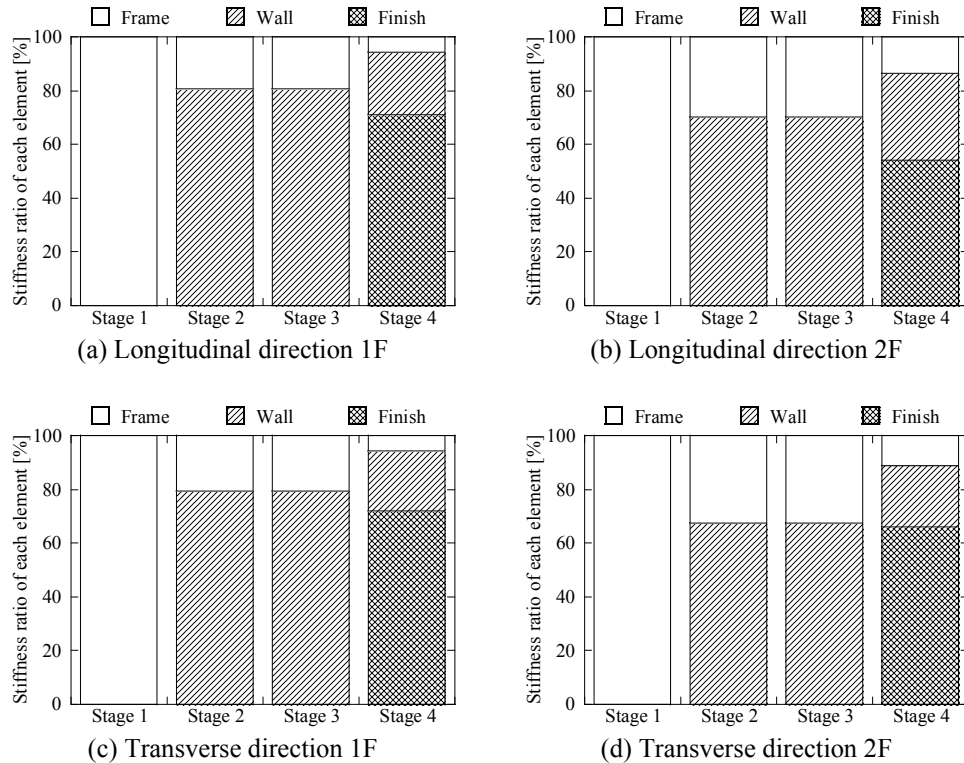 Frame Wall Finish
Stiffness ratio of each element [%]
100
80
60
40
20
0
Stage 1 Stage 2 Stage 3 Stage 4
(a) Longitudinal direction 1F
Frame Wall Finish
Stiffness ratio of each element [%]
100
80
60
40
20
0
Stage 1 Stage 2 Stage 3 Stage 4
(b) Longitudinal direction 2F
Frame Wall Finish
Stiffness ratio of each element [%]
100
80
60
40
20
0
Stage 1 Stage 2 Stage 3 Stage 4
(c) Transverse direction 1F
Frame Wall Finish
Stiffness ratio of each element [%]
100
80
60
40
20
0
Stage 1 Stage 2 Stage 3 Stage 4
(d) Transverse direction 2F